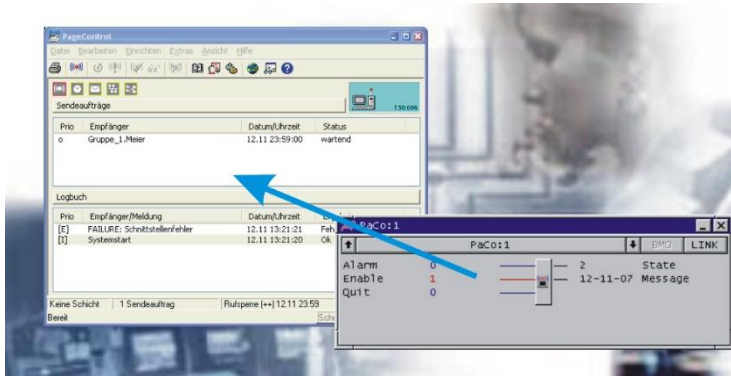 PageControl
Datei Bearbeiten Einrichten Extras Ansicht Hilfe
Sendeaufträge
7.50.006
Prio Empfänger Datum/Uhrzeit Status
o Gruppe_1.Meier 12.11 23:59:00 wartend
Logbuch
Prio Empfänger/Meldung Datum/Uhrzeit
[E] FAILURE: Schnittstellenfehler 12.11 13:21:21
[I] Systemstart 12.11 13:21:20 Ok
Keine Schicht 1 Sendeauftrag Rufsperre [++] 12.11 23:59
Bereit
PaCo:1
PaCo:1 BMO LINK
Alarm 0 2 State
Enable 1 12-11-07 Message
Quit 0